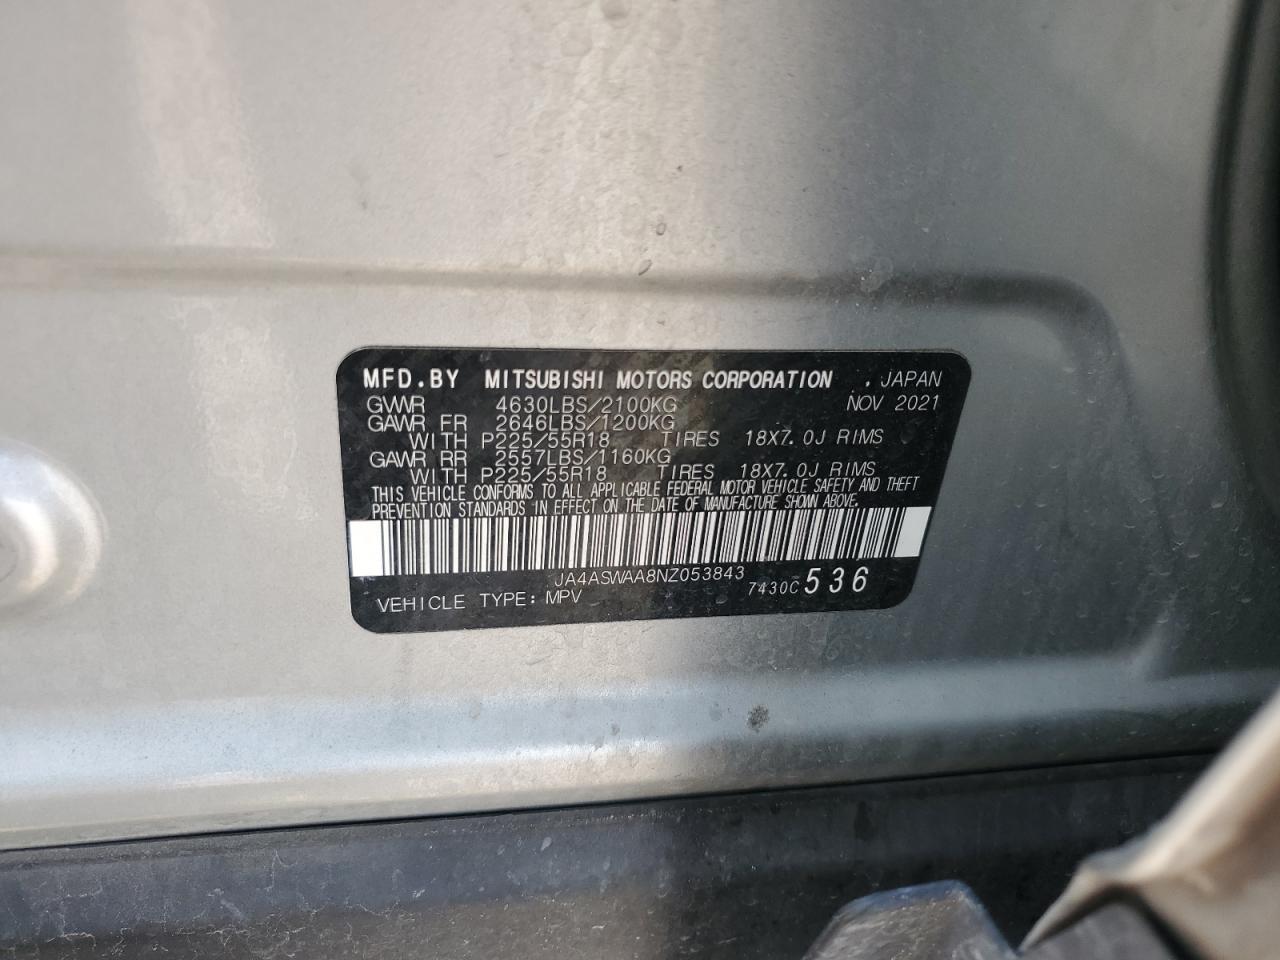 MFD.BY MITSUBISHI MOTORS CORPORATION . JAPAN
GVWR 4630LBS/2100KG NOV 2021
GAWR FR 2646LBS/1200KG
WITH P225/55R18 TIRES 18X7.0J RIMS
GAWR RR 2557LBS/1160KG
WITH P225/55R18 TIRES 18X7.0J RIMS
THIS VEHICLE CONFORMS TO ALL APPLICABLE FEDERAL MOTOR VEHICLE SAFETY AND THEFT
PREVENTION STANDARDS IN EFFECT ON THE DATE OF MANUFACTURE SHOWN ABOVE.
JA4ASWAA8NZ053843
VEHICLE TYPE: MPV 7430C 536